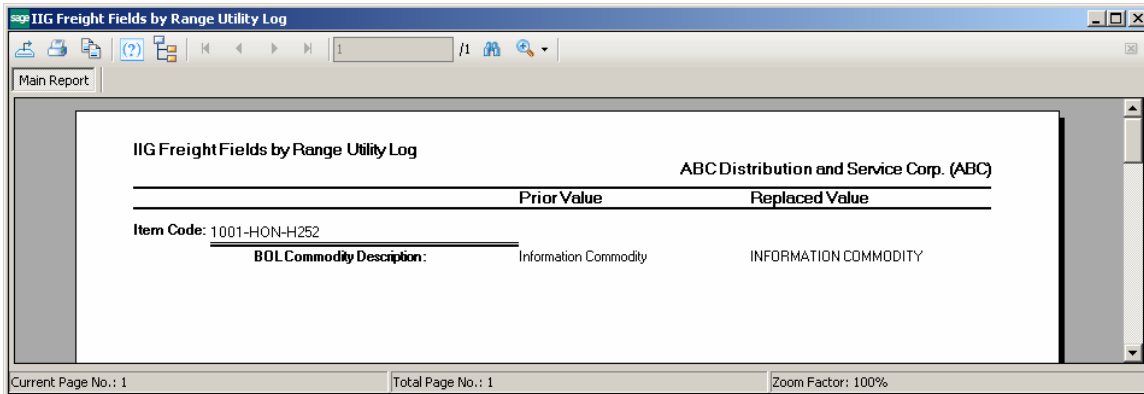 sage IIG Freight Fields by Range Utility Log
(?) 1 /1
Main Report
IIG Freight Fields by Range Utility Log
ABC Distribution and Service Corp. (ABC)
Prior Value Replaced Value
Item Code: 1001-HON-H252
BOL Commodity Description: Information Commodity INFORMATION COMMODITY
Current Page No.: 1 Total Page No.: 1 Zoom Factor: 100%